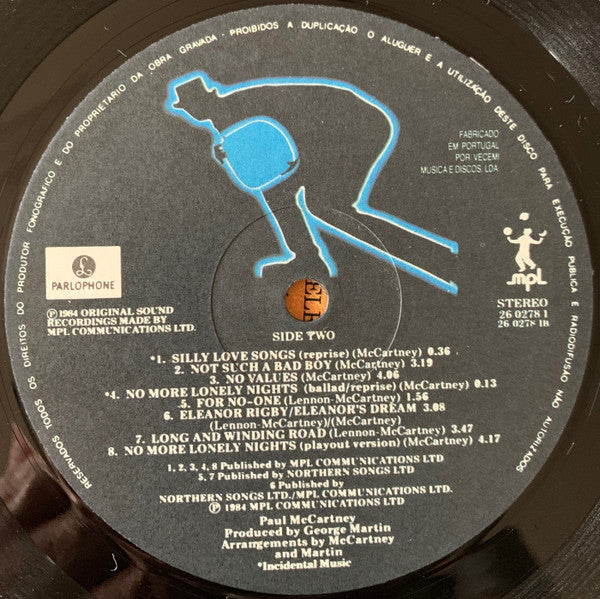 RESERVADOS TODOS OS DIREITOS DO PRODUTOR FONOGRÁFICO E DO PROPRIETÁRIO DA OBRA GRAVADA · PROIBIDOS A DUPLICAÇÃO O ALUGUER E A UTILIZAÇÃO DESTE DISCO PARA EXECUÇÃO PÚBLICA E RADIODIFUSÃO NÃO AUTORIZADOS
FABRICADO
EM PORTUGAL
POR VECEMI
MUSICA E DISCOS, LDA
PARLOPHONE
mpl
Ⓟ 1984 ORIGINAL SOUND
RECORDINGS MADE BY
MPL COMMUNICATIONS LTD.
STEREO
26 0278 1
26 0278 1B
ELE
SIDE TWO
*1. SILLY LOVE SONGS (reprise) (McCartney) 0.36
2. NOT SUCH A BAD BOY (McCartney) 3.19
3. NO VALUES (McCartney) 4.06
*4. NO MORE LONELY NIGHTS (ballad/reprise) (McCartney) 0.13
5. FOR NO-ONE (Lennon-McCartney) 1.56
6. ELEANOR RIGBY/ELEANOR'S DREAM 3.08
(Lennon-McCartney)/(McCartney)
7. LONG AND WINDING ROAD (Lennon-McCartney) 3.47
8. NO MORE LONELY NIGHTS (playout version) (McCartney) 4.17
1, 2, 3, 4, 8 Published by MPL COMMUNICATIONS LTD
5, 7 Published by NORTHERN SONGS LTD
6 Published by
NORTHERN SONGS LTD./MPL COMMUNICATIONS LTD.
Ⓟ 1984 MPL COMMUNICATIONS LTD
Paul McCartney
Produced by George Martin
Arrangements by McCartney
and Martin
*Incidental Music